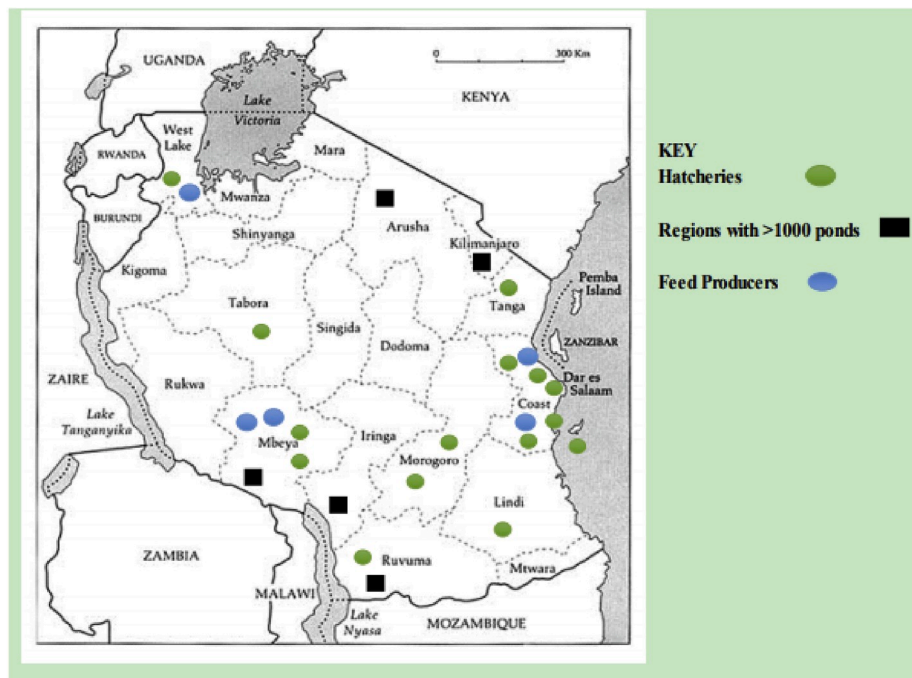 UGANDA
0 300 Km
Lake
Victoria
KENYA
West
Lake
RWANDA
Mara
Mwanza
BURUNDI
Arusha
Shinyanga
Kilimanjaro
Kigoma
Pemba
Island
Tabora
Tanga
Singida
Dodoma
ZANZIBAR
ZAIRE
Rukwa
Dar es
Salaam
Coast
Lake
Tanganyika
Mbeya
Iringa
Morogoro
Lindi
ZAMBIA
Ruvuma
Mtwara
MALAWI
Lake
Nyasa
MOZAMBIQUE
KEY
Hatcheries
Regions with >1000 ponds
Feed Producers